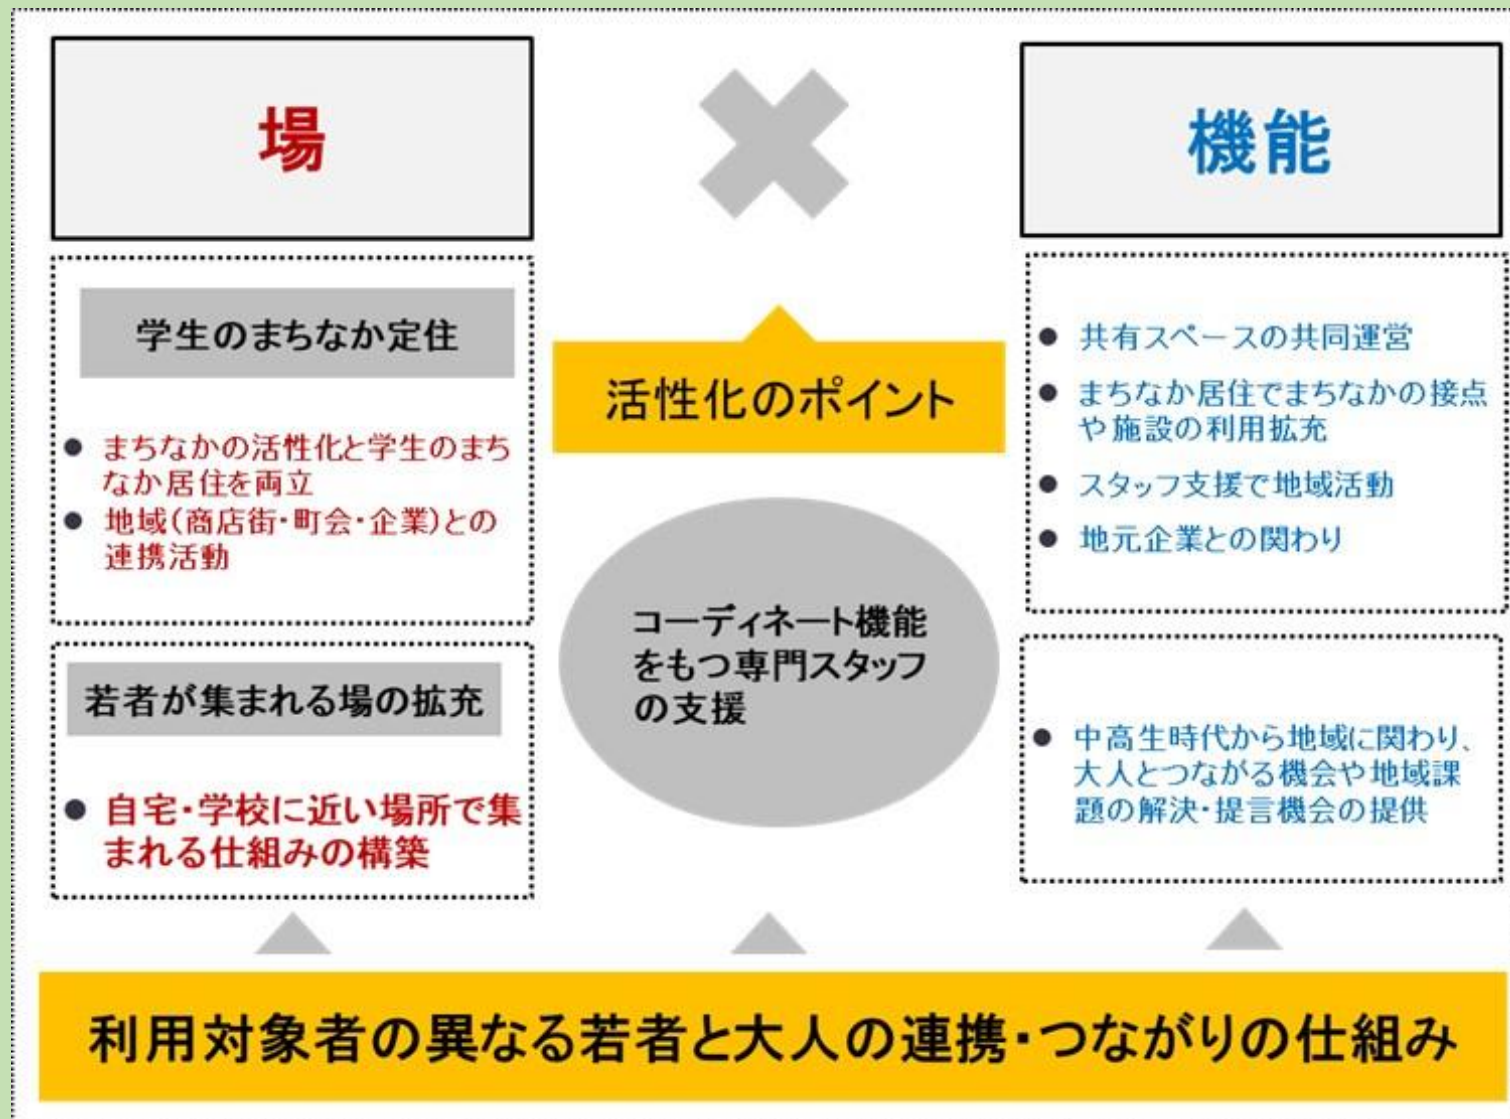 場
学生のまちなか定住
● まちなかの活性化と学生のまち
なか居住を両立
● 地域(商店街・町会・企業)との
連携活動
若者が集まれる場の拡充
● 自宅・学校に近い場所で集
まれる仕組みの構築
活性化のポイント
コーディネート機能
をもつ専門スタッフ
の支援
機能
● 共有スペースの共同運営
● まちなか居住でまちなかの接点
や施設の利用拡充
● スタッフ支援で地域活動
● 地元企業との関わり
● 中高生時代から地域に関わり、
大人とつながる機会や地域課
題の解決・提言機会の提供
利用対象者の異なる若者と大人の連携・つながりの仕組み